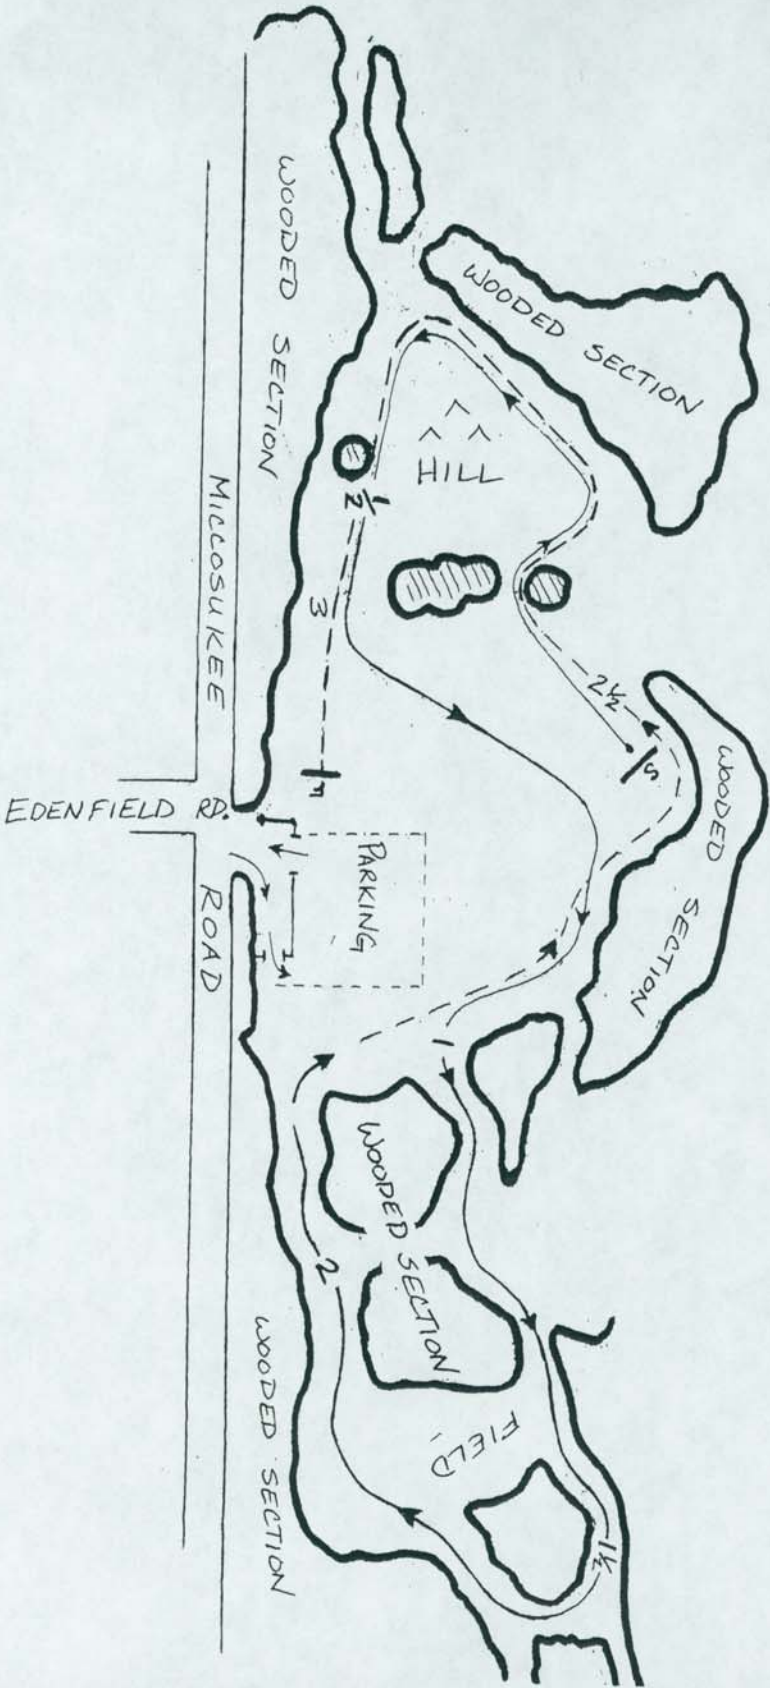 WOODED SECTION
WOODED SECTION
HILL
1/2
MICCOSUKEE
3
2 1/2
S
WOODED SECTION
F
EDENFIELD RD.
PARKING
ROAD
1
WOODED SECTION
2
WOODED SECTION
FIELD
1 1/2